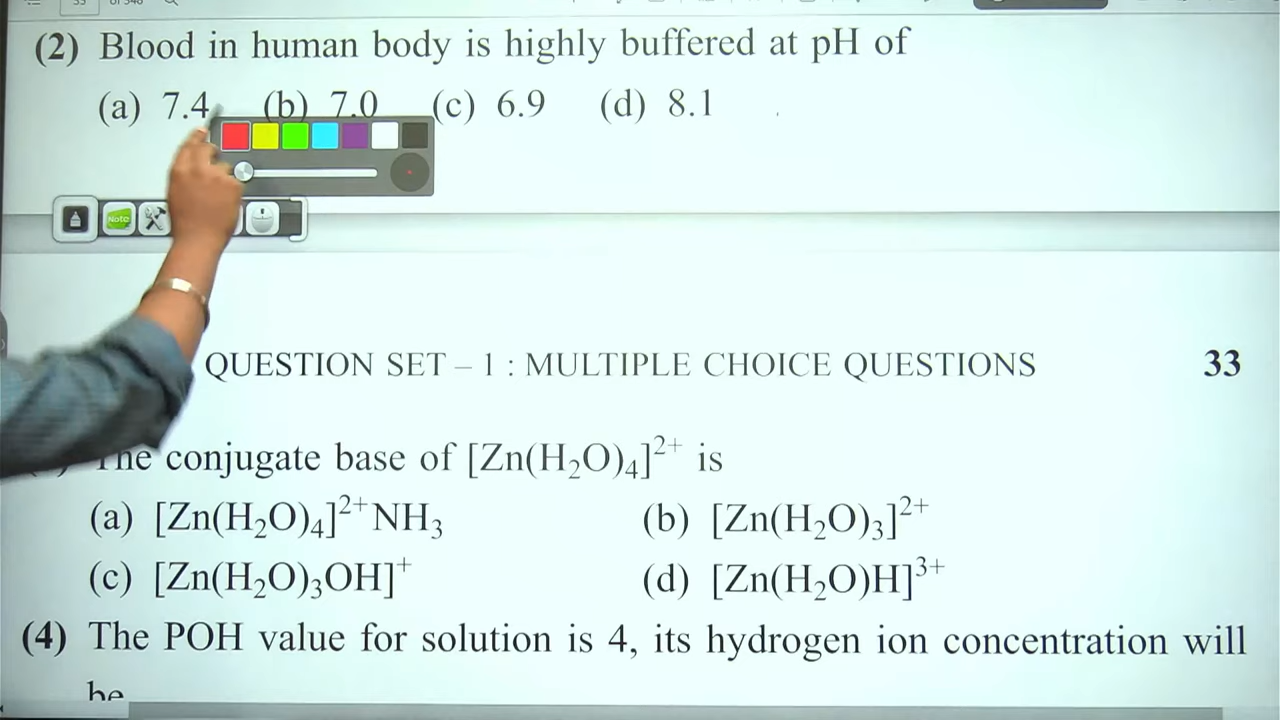 (2) Blood in human body is highly buffered at pH of
(a) 7.4 (b) 7.0 (c) 6.9 (d) 8.1
Note
QUESTION SET – 1 : MULTIPLE CHOICE QUESTIONS 33
The conjugate base of [Zn(H₂O)₄]²⁺ is
(a) [Zn(H₂O)₄]²⁺NH₃ (b) [Zn(H₂O)₃]²⁺
(c) [Zn(H₂O)₃OH]⁺ (d) [Zn(H₂O)H]³⁺
(4) The POH value for solution is 4, its hydrogen ion concentration will
be